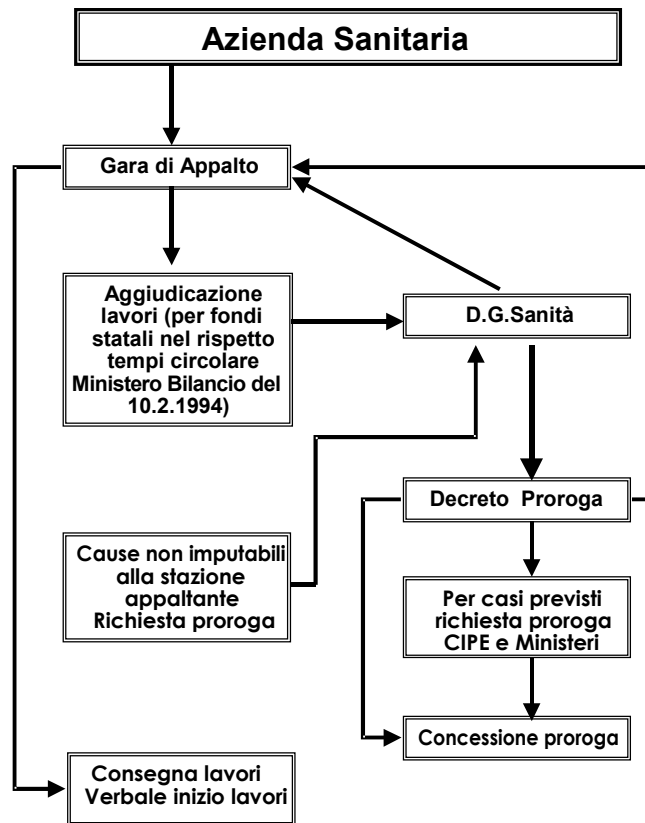 Azienda Sanitaria
Gara di Appalto
Aggiudicazione
lavori (per fondi
statali nel rispetto
tempi circolare
Ministero Bilancio del
10.2.1994)
D.G.Sanità
Decreto Proroga
Cause non imputabili
alla stazione
appaltante
Richiesta proroga
Per casi previsti
richiesta proroga
CIPE e Ministeri
Concessione proroga
Consegna lavori
Verbale inizio lavori